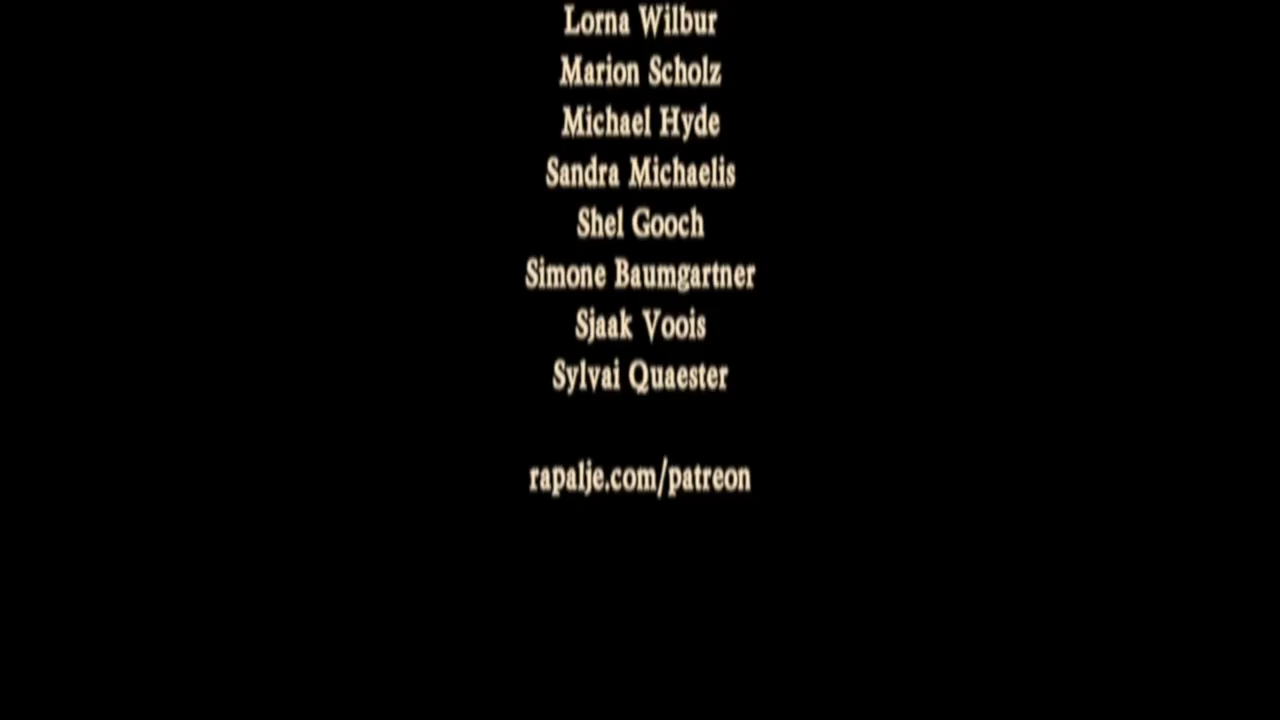 Lorna Wilbur
Marion Scholz
Michael Hyde
Sandra Michaelis
Shel Gooch
Simone Baumgartner
Sjaak Voois
Sylvai Quaester
rapalje.com/patreon